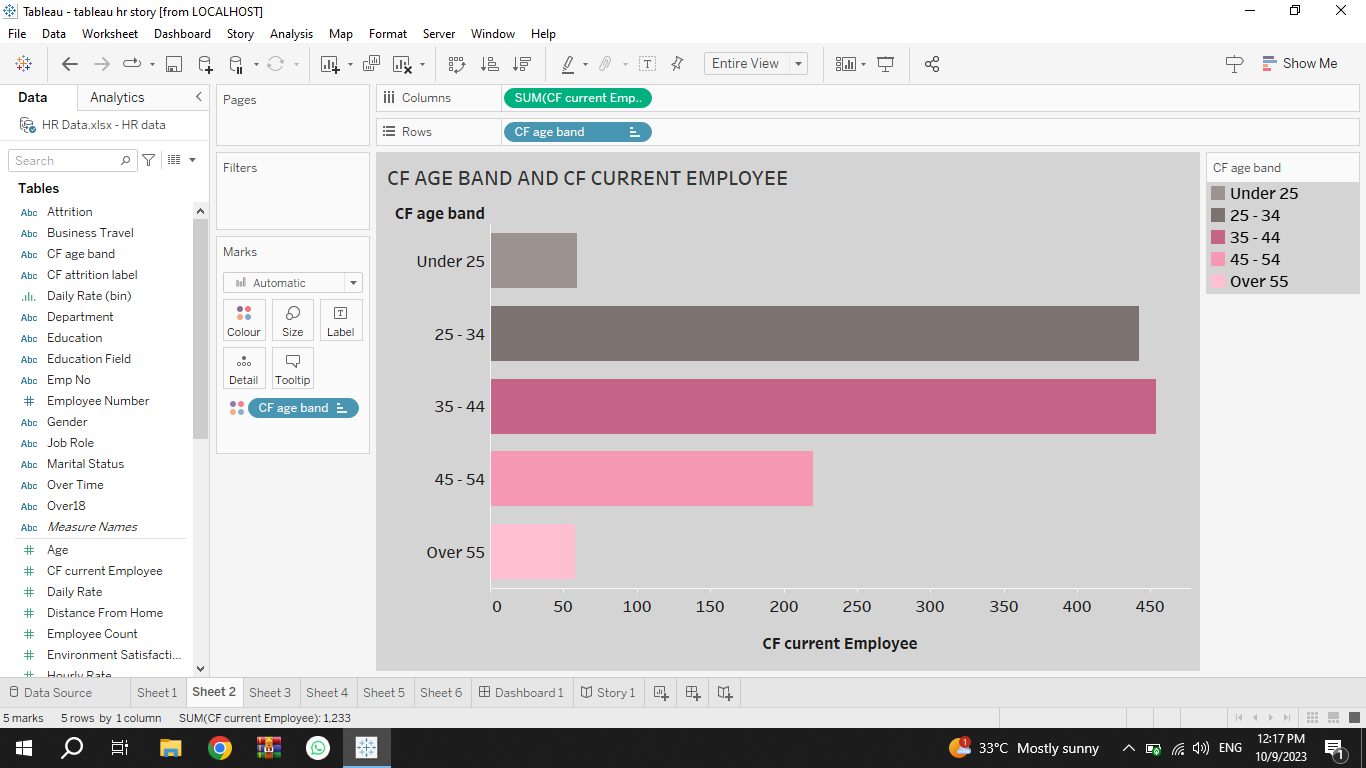 Tableau - tableau hr story [from LOCALHOST]
File Data Worksheet Dashboard Story Analysis Map Format Server Window Help
Entire View
Show Me
Data Analytics
HR Data.xlsx - HR data
Search
Tables
Abc Attrition
Abc Business Travel
Abc CF age band
Abc CF attrition label
Daily Rate (bin)
Abc Department
Abc Education
Abc Education Field
Abc Emp No
# Employee Number
Abc Gender
Abc Job Role
Abc Marital Status
Abc Over Time
Abc Over18
Abc Measure Names
# Age
# CF current Employee
# Daily Rate
# Distance From Home
# Employee Count
# Environment Satisfacti...
# Hourly Rate
Pages
Filters
Marks
Automatic
Colour Size Label
Detail Tooltip
CF age band
Columns SUM(CF current Emp..
Rows CF age band
CF AGE BAND AND CF CURRENT EMPLOYEE
CF age band
Under 25
25 - 34
35 - 44
45 - 54
Over 55
0 50 100 150 200 250 300 350 400 450
CF current Employee
CF age band
Under 25
25 - 34
35 - 44
45 - 54
Over 55
Data Source Sheet 1 Sheet 2 Sheet 3 Sheet 4 Sheet 5 Sheet 6 Dashboard 1 Story 1
5 marks 5 rows by 1 column SUM(CF current Employee): 1,233
1 33°C Mostly sunny ENG 12:17 PM
10/9/2023 1